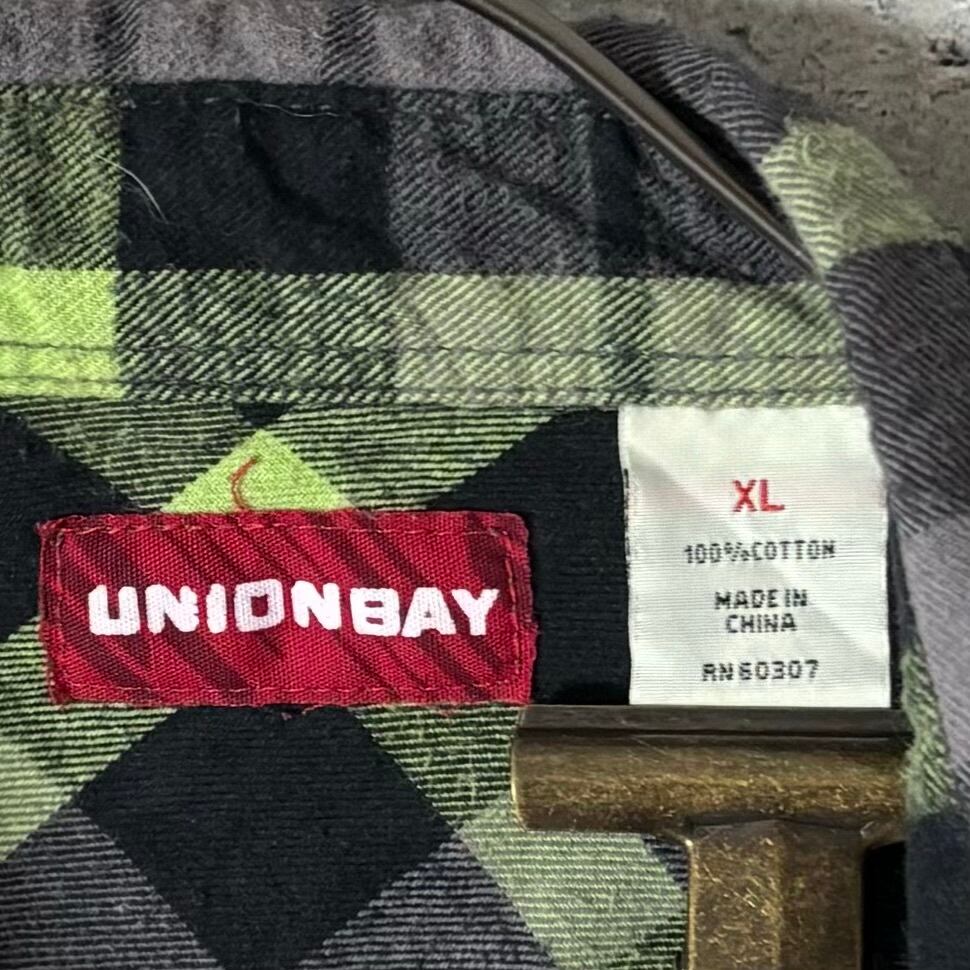 UNIONBAY
XL
100% COTTON
MADE IN
CHINA
RN 60307